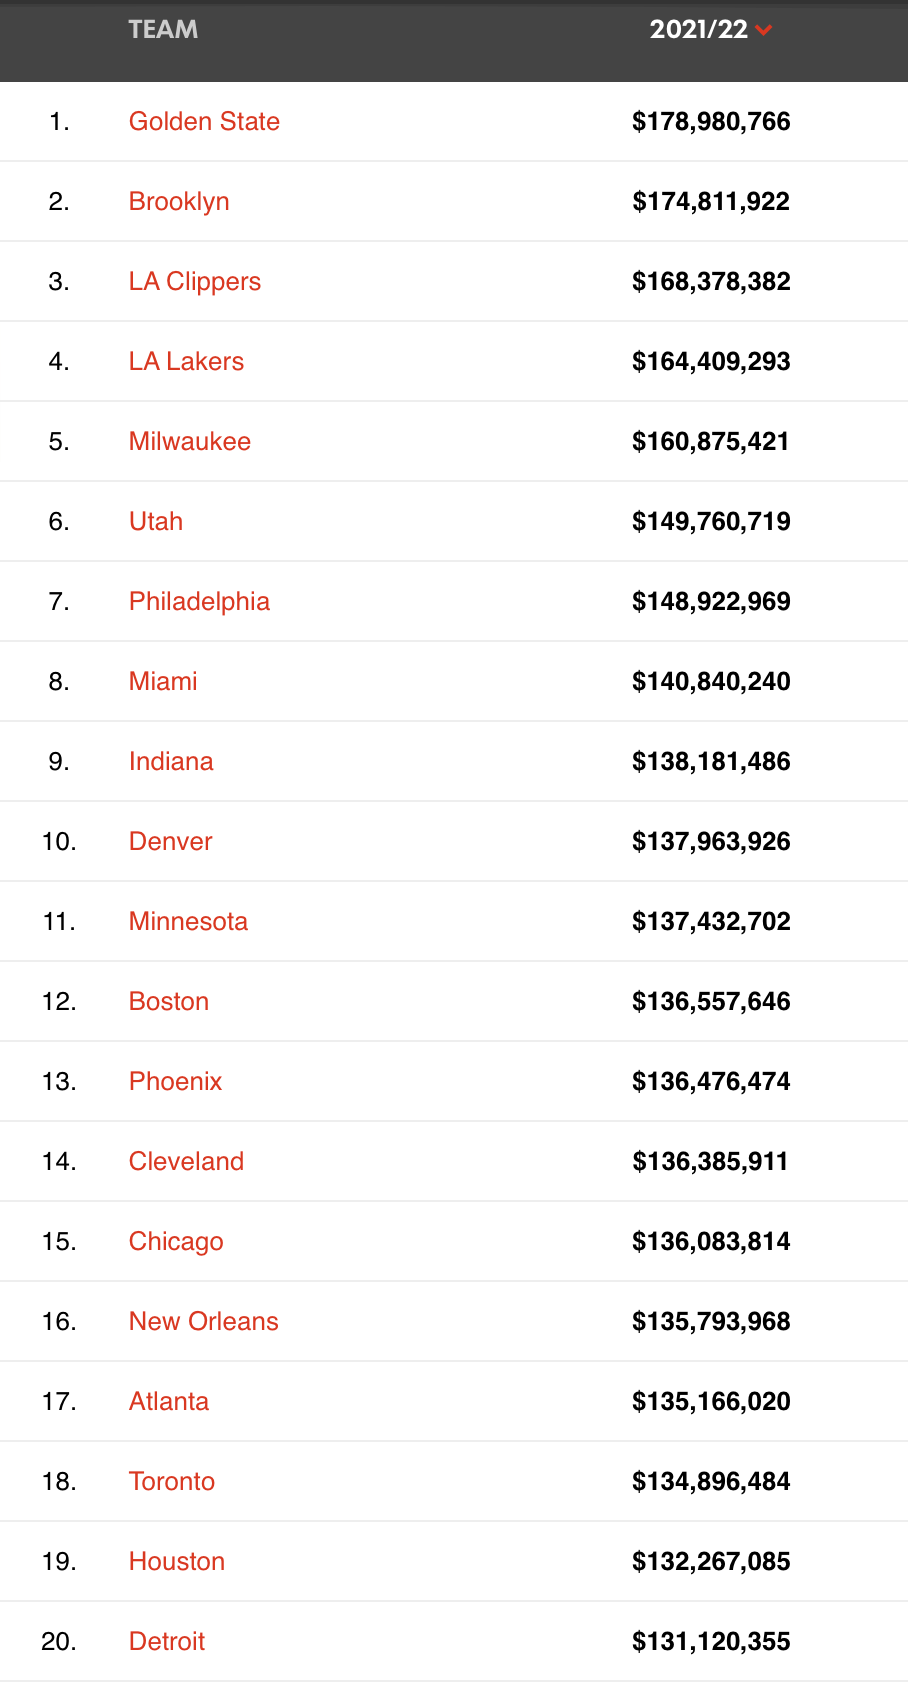 TEAM 2021/22
1. Golden State $178,980,766
2. Brooklyn $174,811,922
3. LA Clippers $168,378,382
4. LA Lakers $164,409,293
5. Milwaukee $160,875,421
6. Utah $149,760,719
7. Philadelphia $148,922,969
8. Miami $140,840,240
9. Indiana $138,181,486
10. Denver $137,963,926
11. Minnesota $137,432,702
12. Boston $136,557,646
13. Phoenix $136,476,474
14. Cleveland $136,385,911
15. Chicago $136,083,814
16. New Orleans $135,793,968
17. Atlanta $135,166,020
18. Toronto $134,896,484
19. Houston $132,267,085
20. Detroit $131,120,355